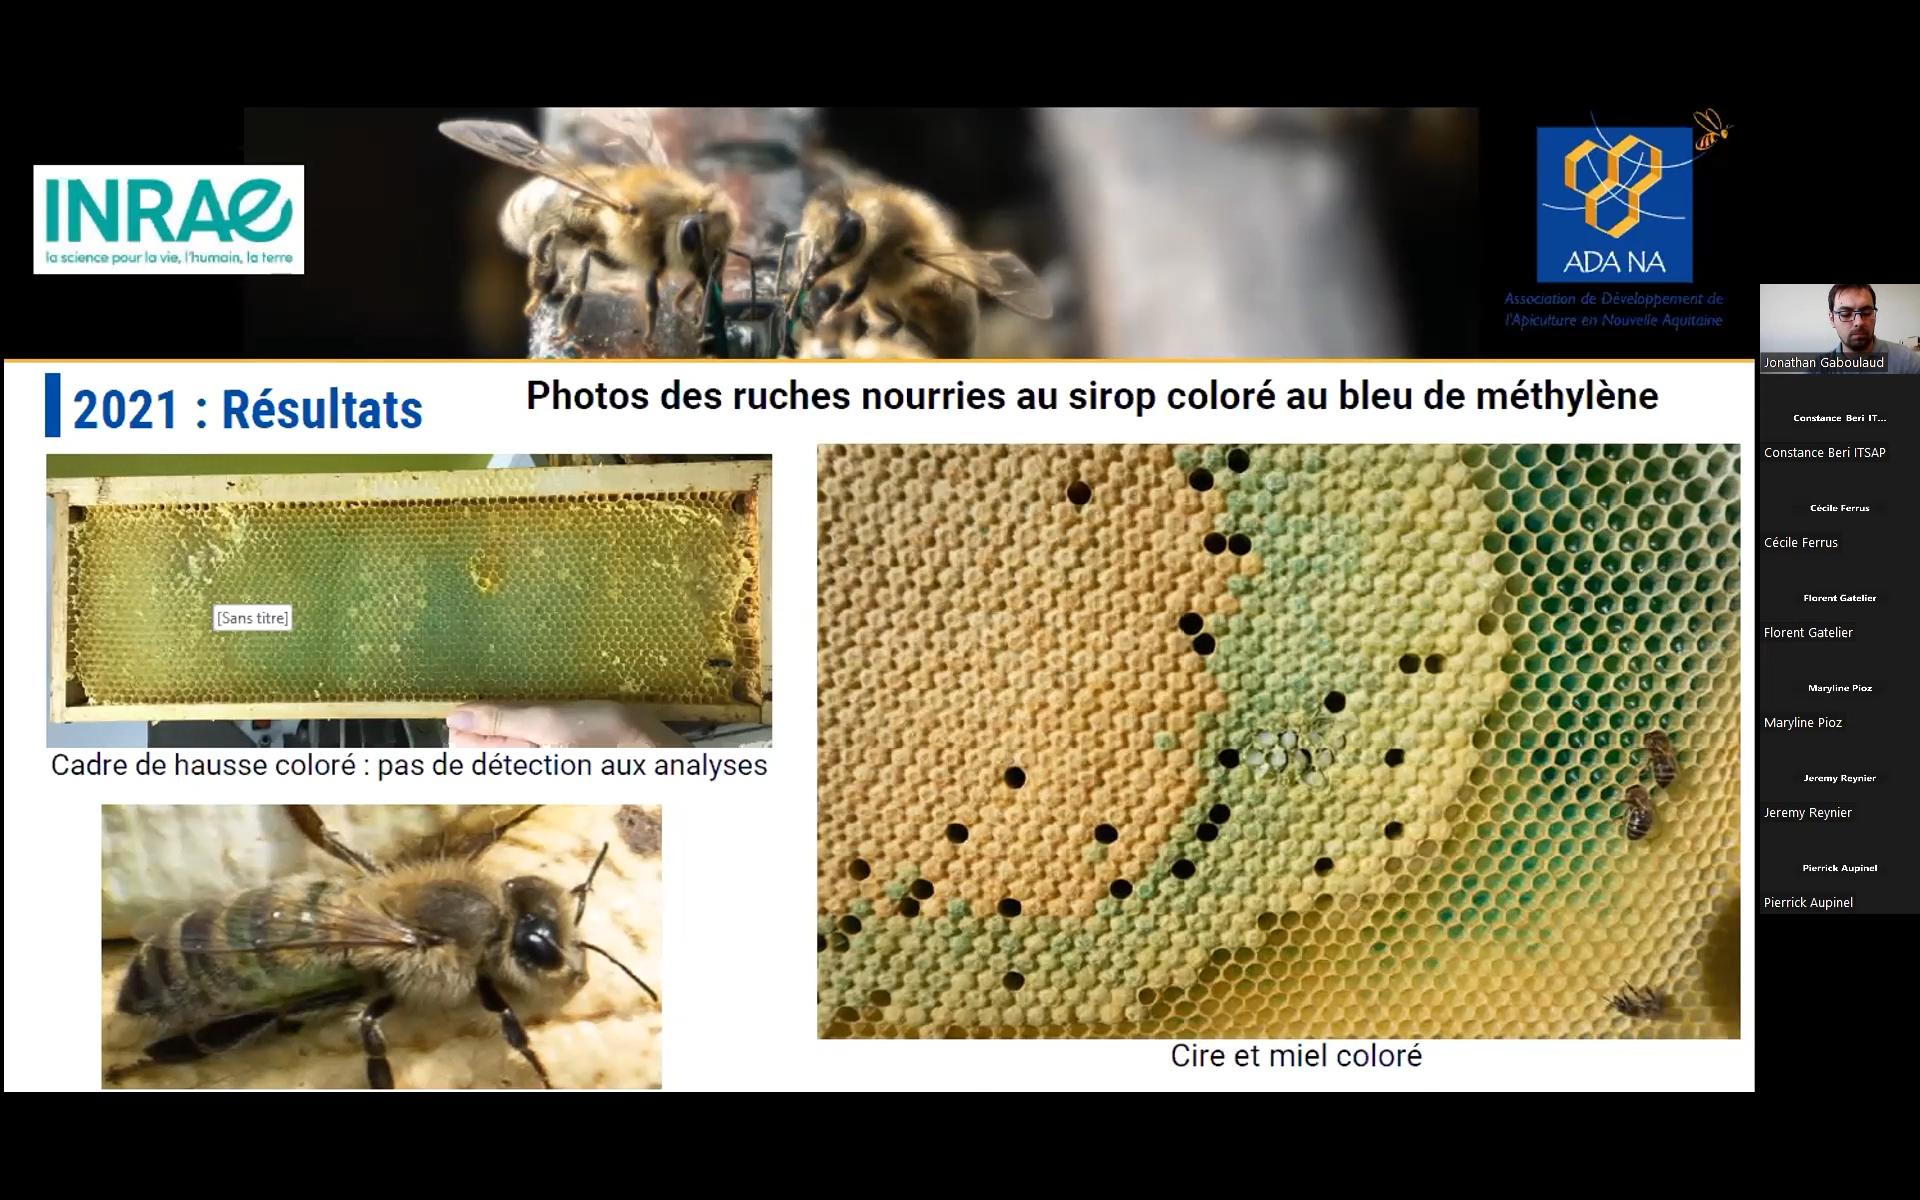 INRAE
la science pour la vie, l'humain, la terre
ADA NA
Association de Développement de
l'Apiculture en Nouvelle Aquitaine
2021 : Résultats
Photos des ruches nourries au sirop coloré au bleu de méthylène
[Sans titre]
Cadre de hausse coloré : pas de détection aux analyses
Cire et miel coloré
Jonathan Gaboulaud
Constance Beri IT...
Constance Beri ITSAP
Cécile Ferrus
Cécile Ferrus
Florent Gatelier
Florent Gatelier
Maryline Pioz
Maryline Pioz
Jeremy Reynier
Jeremy Reynier
Pierrick Aupinel
Pierrick Aupinel